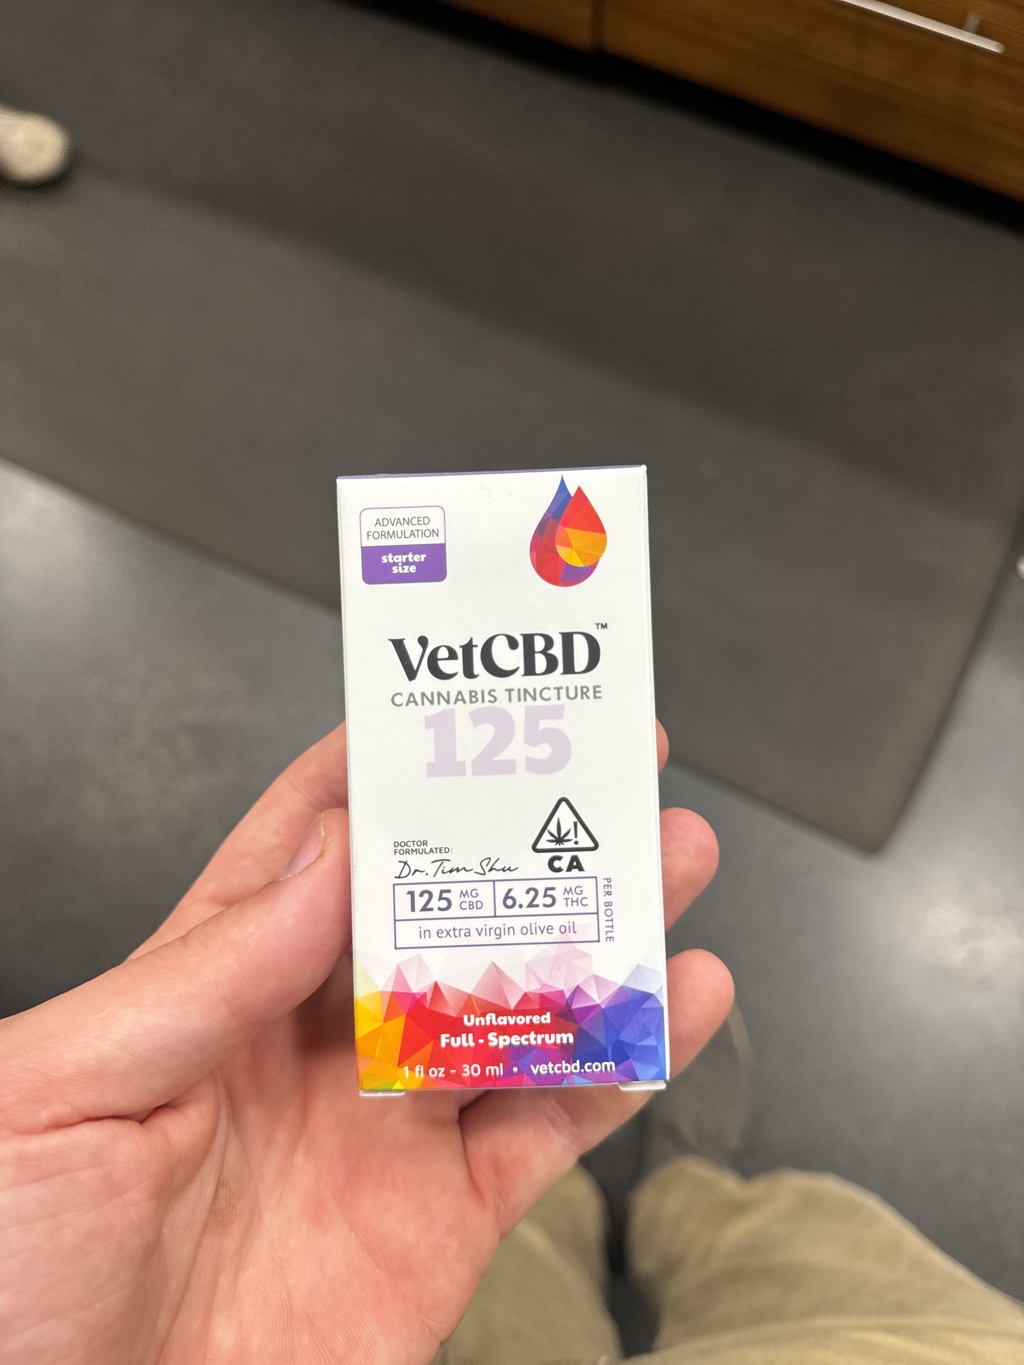 ADVANCED
FORMULATION
starter
size
VetCBD™
CANNABIS TINCTURE
125
DOCTOR
FORMULATED:
Dr. Tim Shu
CA
125 MG CBD 6.25 MG THC
PER BOTTLE
in extra virgin olive oil
Unflavored
Full - Spectrum
1 fl oz - 30 ml • vetcbd.com